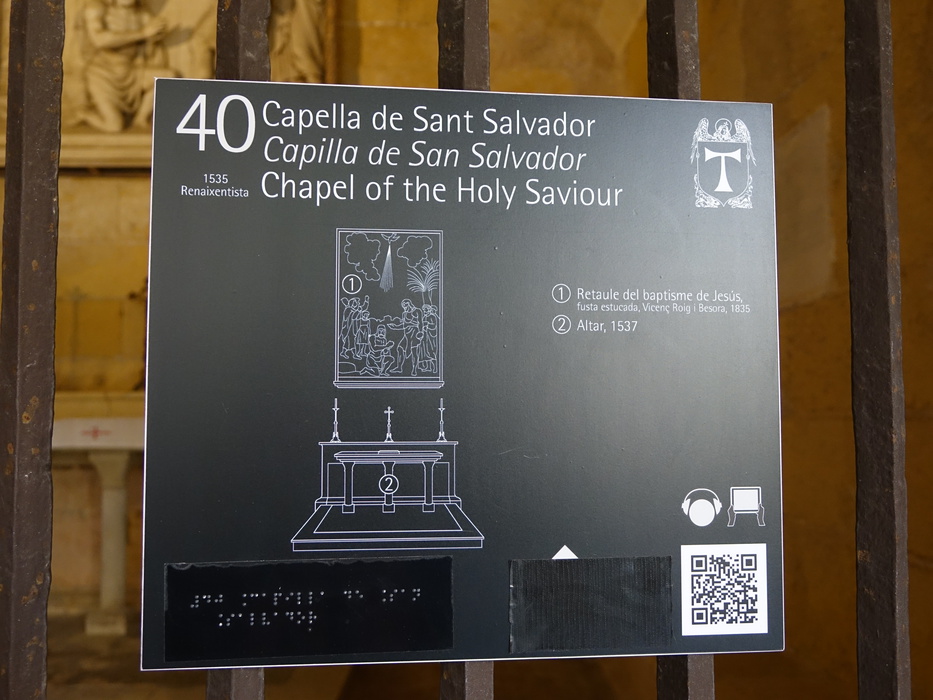 40
Capella de Sant Salvador
Capilla de San Salvador
Chapel of the Holy Saviour
1535
Renaixentista
1
1 Retaule del baptisme de Jesús,
fusta estucada, Vicenç Roig i Besora, 1835
2 Altar, 1537
2
T